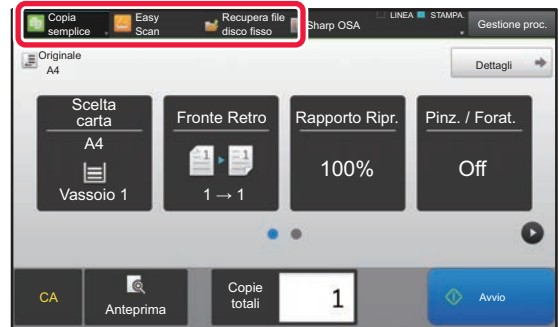 Copia
semplice
Easy
Scan
Recupera file
disco fisso
Sharp OSA
LINEA
STAMPA.
Gestione proc.
Originale
A4
Dettagli
Scelta
carta
A4
Vassoio 1
Fronte Retro
1
1
1 → 1
Rapporto Ripr.
100%
Pinz. / Forat.
Off
CA
Anteprima
Copie
totali
1
Avvio